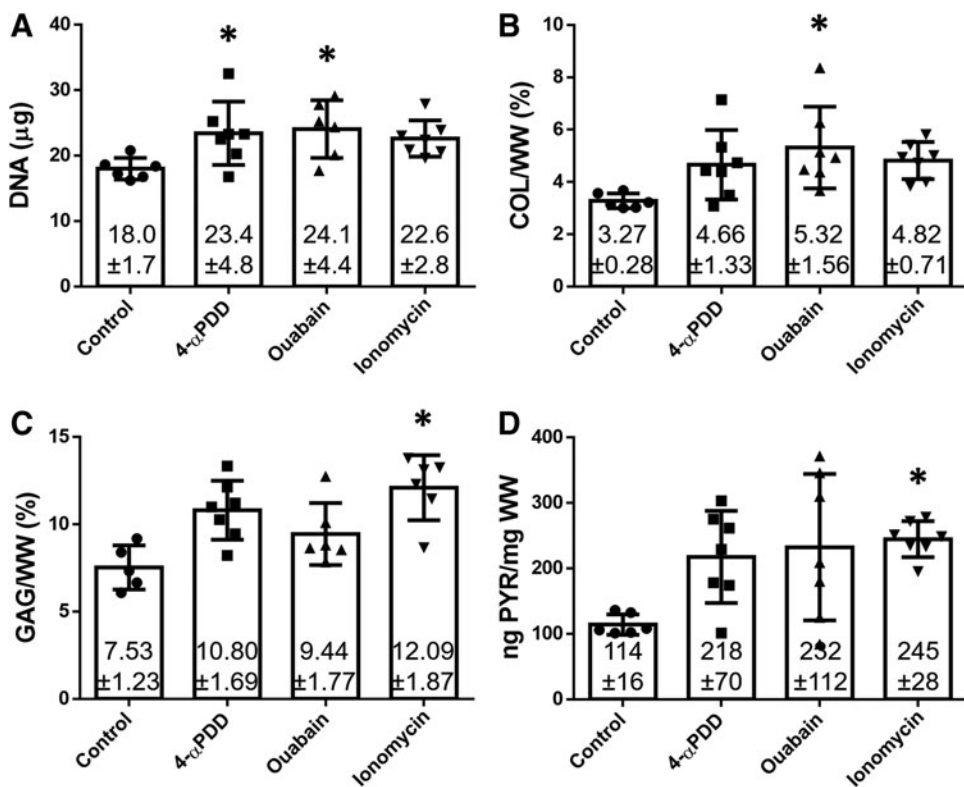 A
DNA (μg)
40
30
20
10
0
*
*
18.0
±1.7
23.4
±4.8
24.1
±4.4
22.6
±2.8
Control
4-αPDD
Ouabain
Ionomycin
B
COL/WW (%)
10
8
6
4
2
0
*
3.27
±0.28
4.66
±1.33
5.32
±1.56
4.82
±0.71
Control
4-αPDD
Ouabain
Ionomycin
C
GAG/WW (%)
15
10
5
0
*
7.53
±1.23
10.80
±1.69
9.44
±1.77
12.09
±1.87
Control
4-αPDD
Ouabain
Ionomycin
D
ng PYR/mg WW
400
300
200
100
0
*
114
±16
218
±70
232
±112
245
±28
Control
4-αPDD
Ouabain
Ionomycin